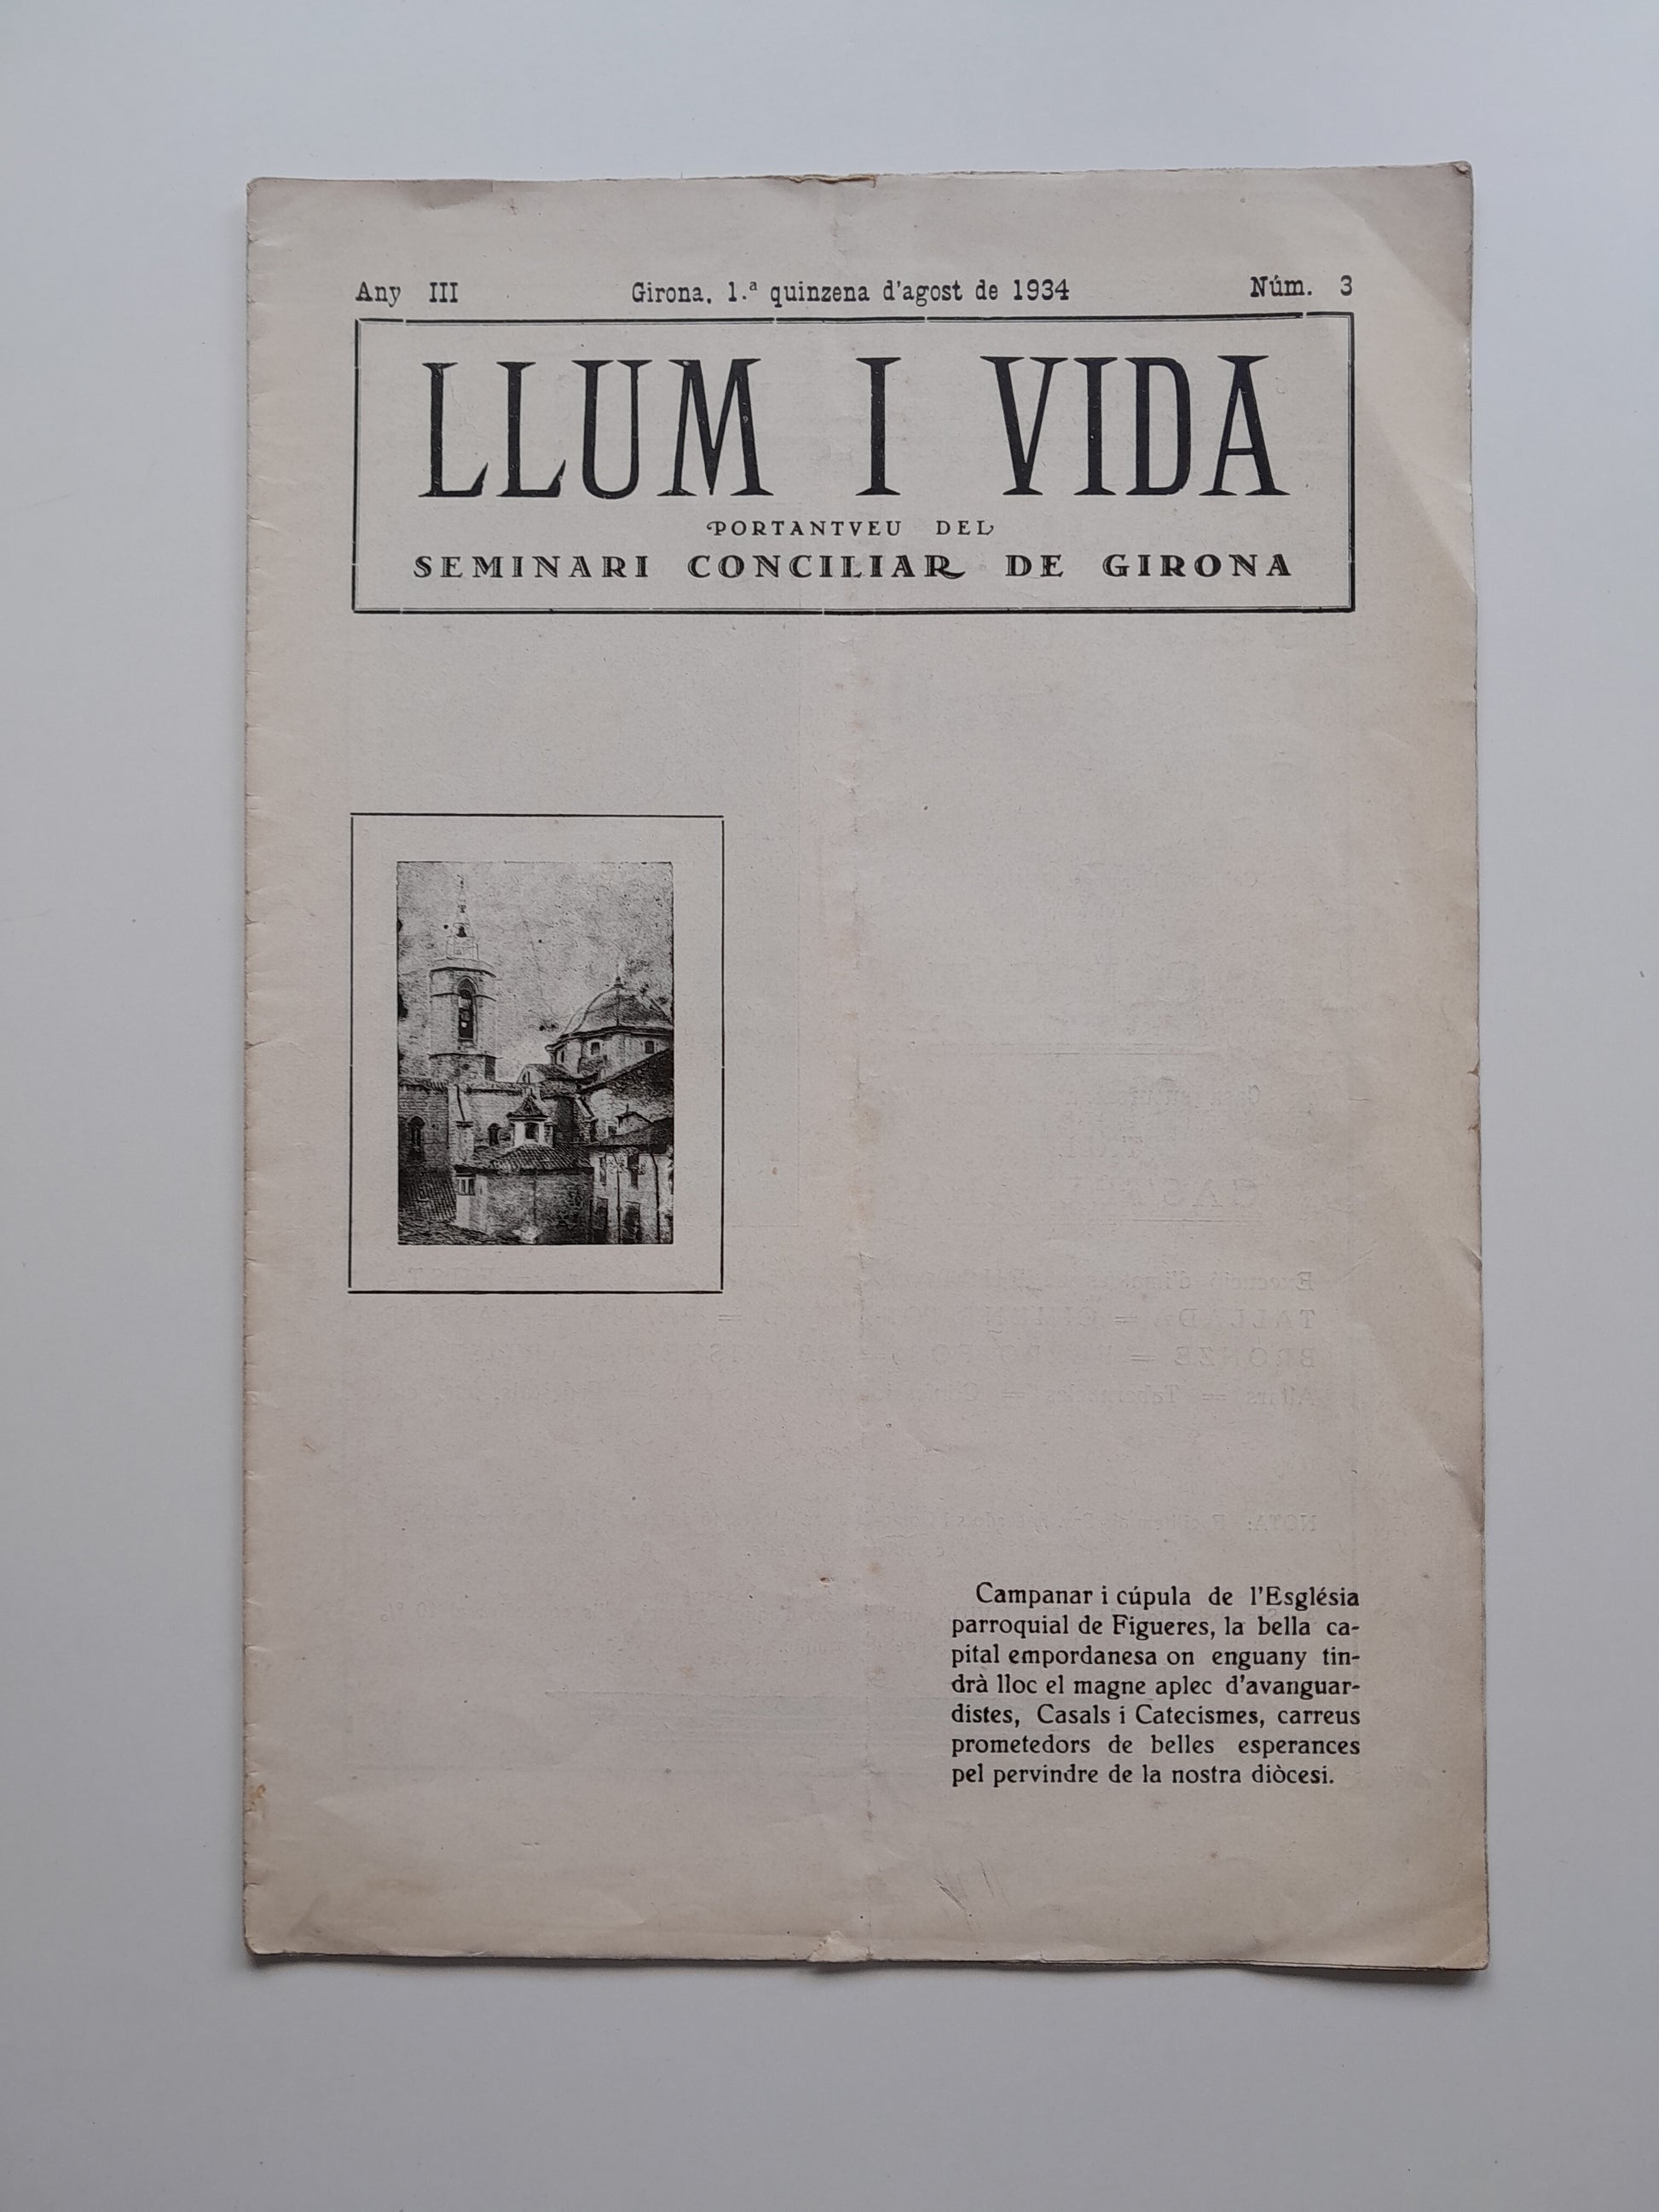 Any III Girona, 1.ª quinzena d'agost de 1934 Núm. 3
LLUM I VIDA
PORTANTVEU DEL
SEMINARI CONCILIAR DE GIRONA
Campanar i cúpula de l'Església
parroquial de Figueres, la bella ca-
pital empordanesa on enguany tin-
drà lloc el magne aplec d'avanguar-
distes, Casals i Catecismes, carreus
prometedors de belles esperances
pel pervindre de la nostra diòcesi.